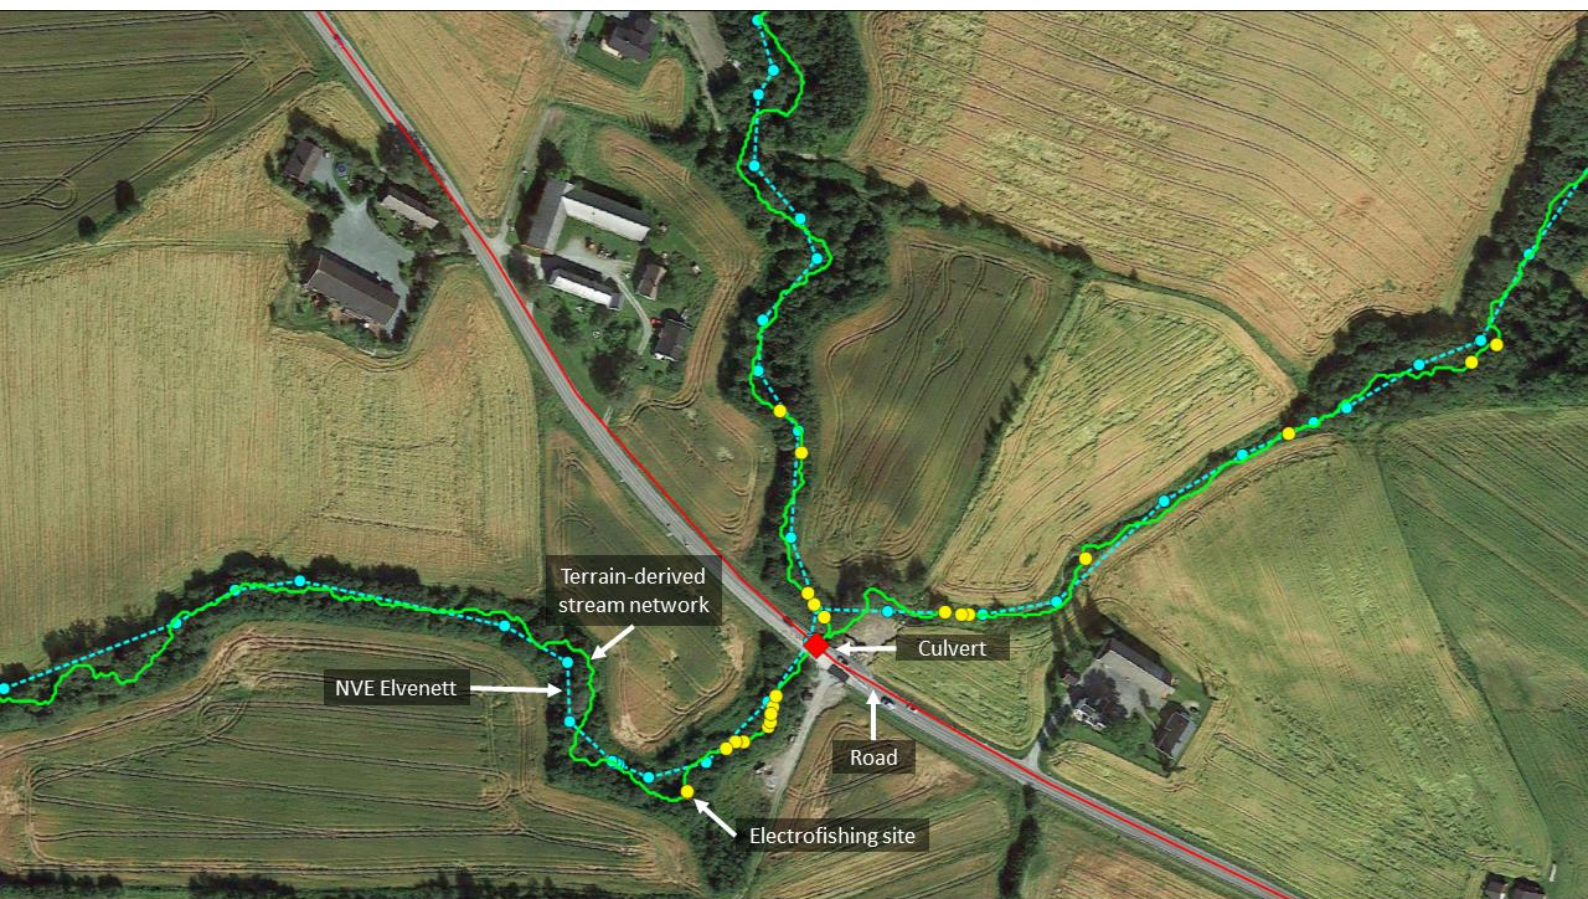 Terrain-derived
stream network
NVE Elvenett
Culvert
Road
Electrofishing site